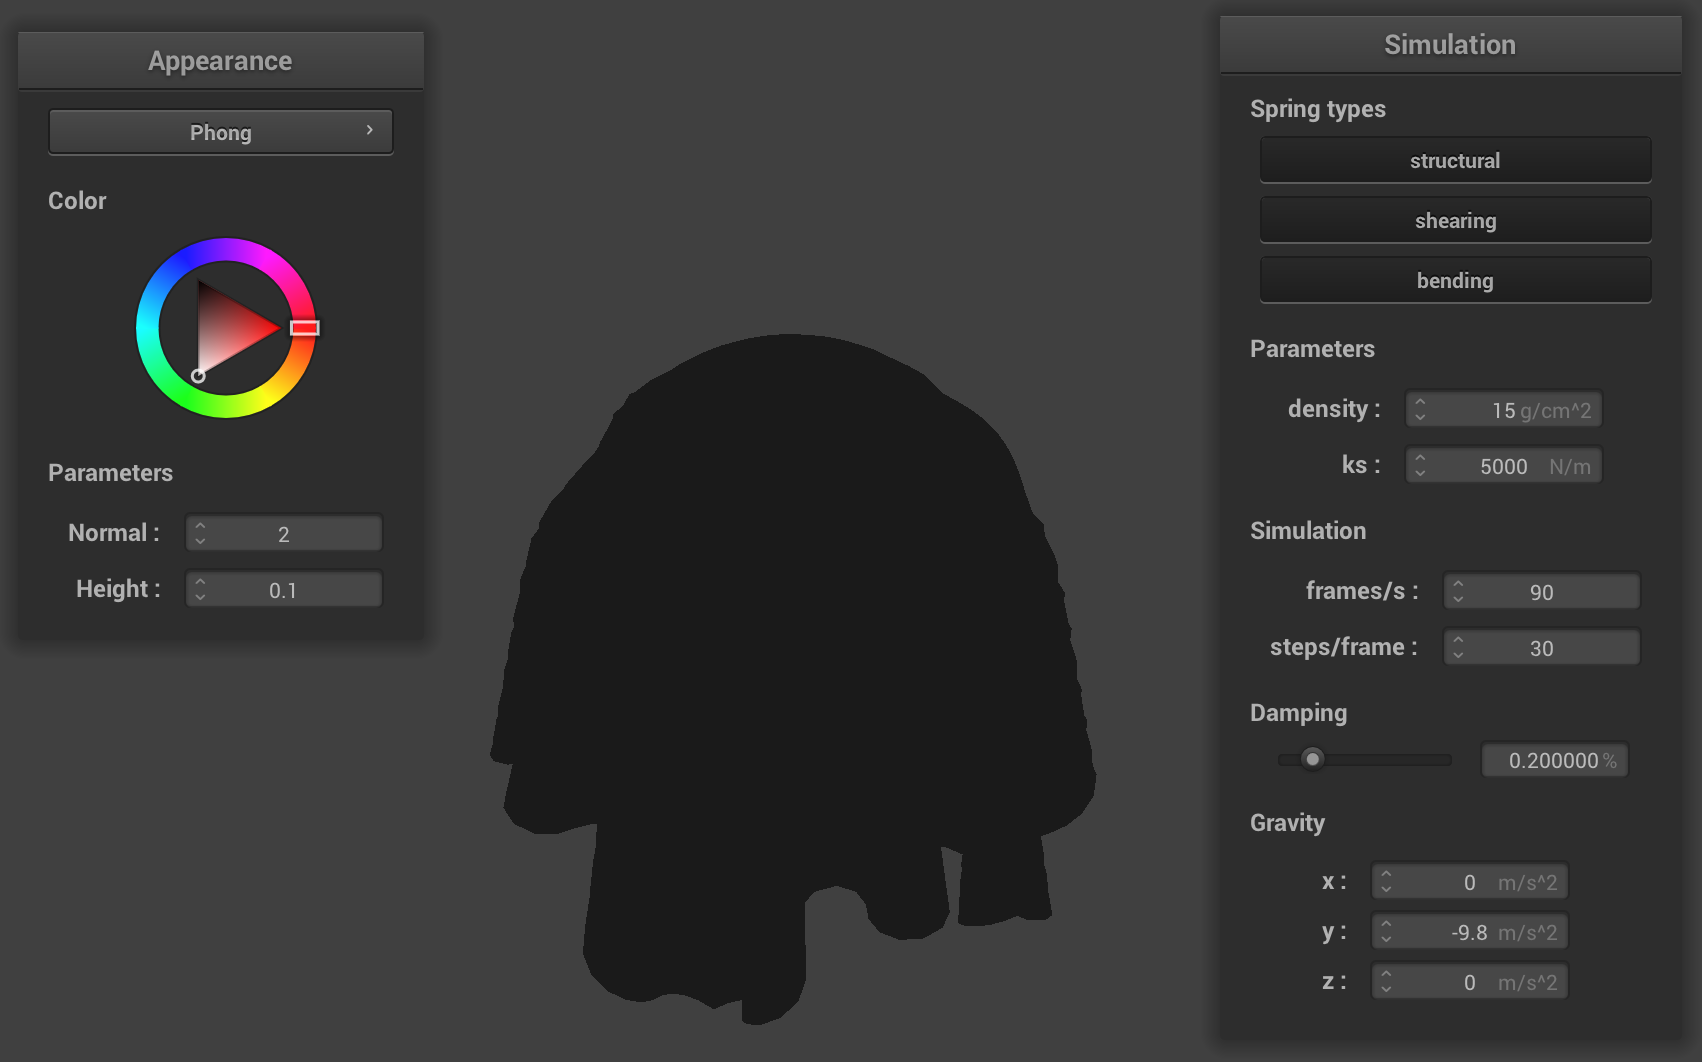 Appearance
Phong
Color
Parameters
Normal : 2
Height : 0.1
Simulation
Spring types
structural
shearing
bending
Parameters
density : 15 g/cm^2
ks : 5000 N/m
Simulation
frames/s : 90
steps/frame : 30
Damping
0.200000 %
Gravity
x : 0 m/s^2
y : -9.8 m/s^2
z : 0 m/s^2